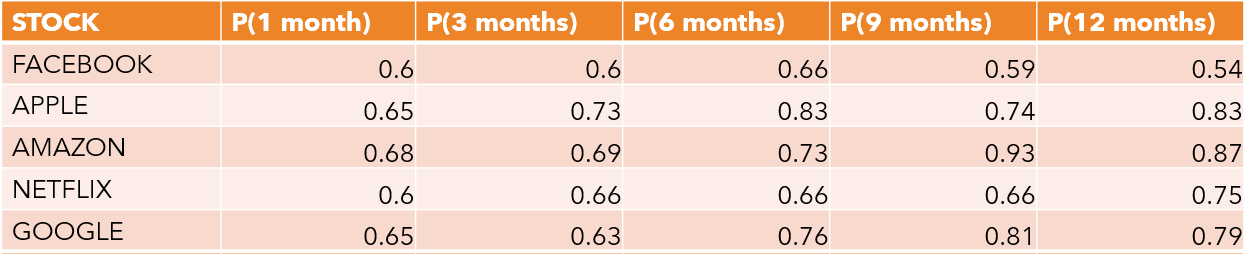 STOCK P(1 month) P(3 months) P(6 months) P(9 months) P(12 months)
FACEBOOK 0.6 0.6 0.66 0.59 0.54
APPLE 0.65 0.73 0.83 0.74 0.83
AMAZON 0.68 0.69 0.73 0.93 0.87
NETFLIX 0.6 0.66 0.66 0.66 0.75
GOOGLE 0.65 0.63 0.76 0.81 0.79